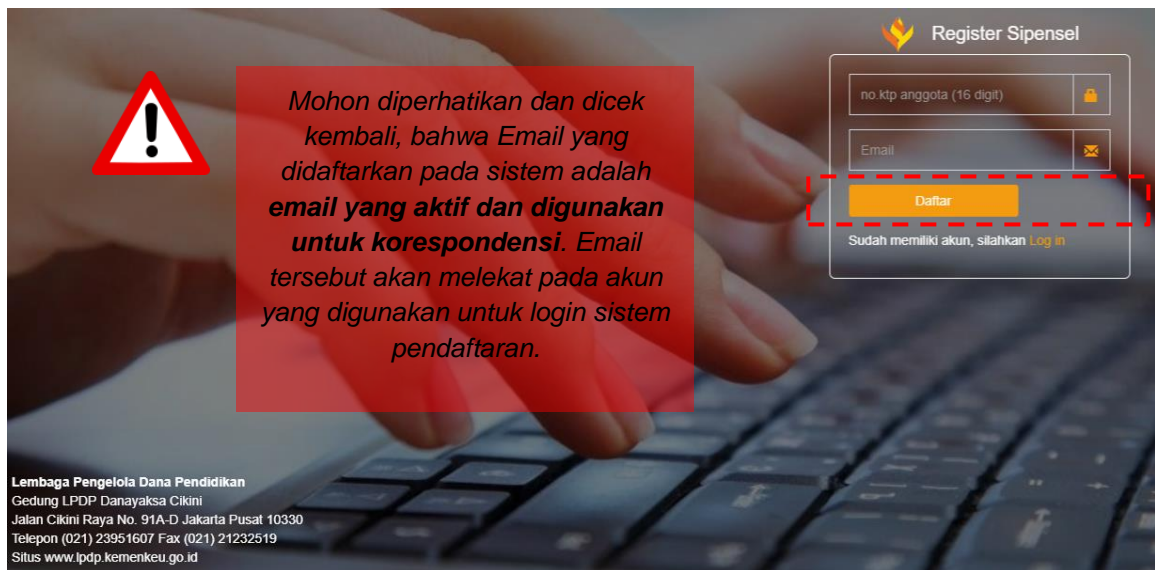 Register Sipensel
no.ktp anggota (16 digit)
Email
Daftar
Sudah memiliki akun, silahkan Log in
Mohon diperhatikan dan dicek
kembali, bahwa Email yang
didaftarkan pada sistem adalah
email yang aktif dan digunakan
untuk korespondensi. Email
tersebut akan melekat pada akun
yang digunakan untuk login sistem
pendaftaran.
Lembaga Pengelola Dana Pendidikan
Gedung LPDP Danayaksa Cikini
Jalan Cikini Raya No. 91A-D Jakarta Pusat 10330
Telepon (021) 23951607 Fax (021) 21232519
Situs www.lpdp.kemenkeu.go.id